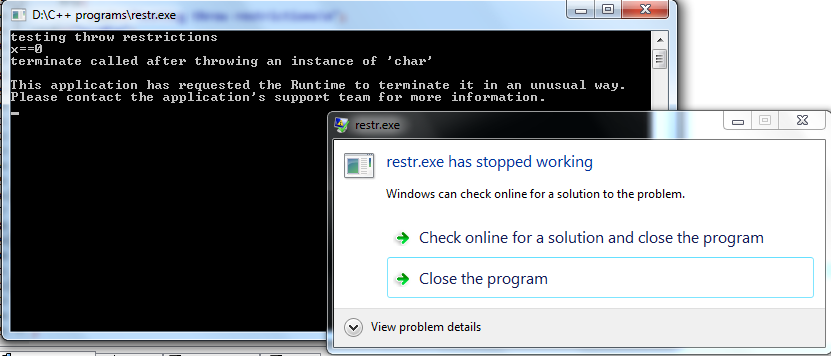 D:\C++ programs\restr.exe
testing throw restrictions
x==0
terminate called after throwing an instance of 'char'
This application has requested the Runtime to terminate it in an unusual way.
Please contact the application's support team for more information.
restr.exe
restr.exe has stopped working
Windows can check online for a solution to the problem.
Check online for a solution and close the program
Close the program
View problem details